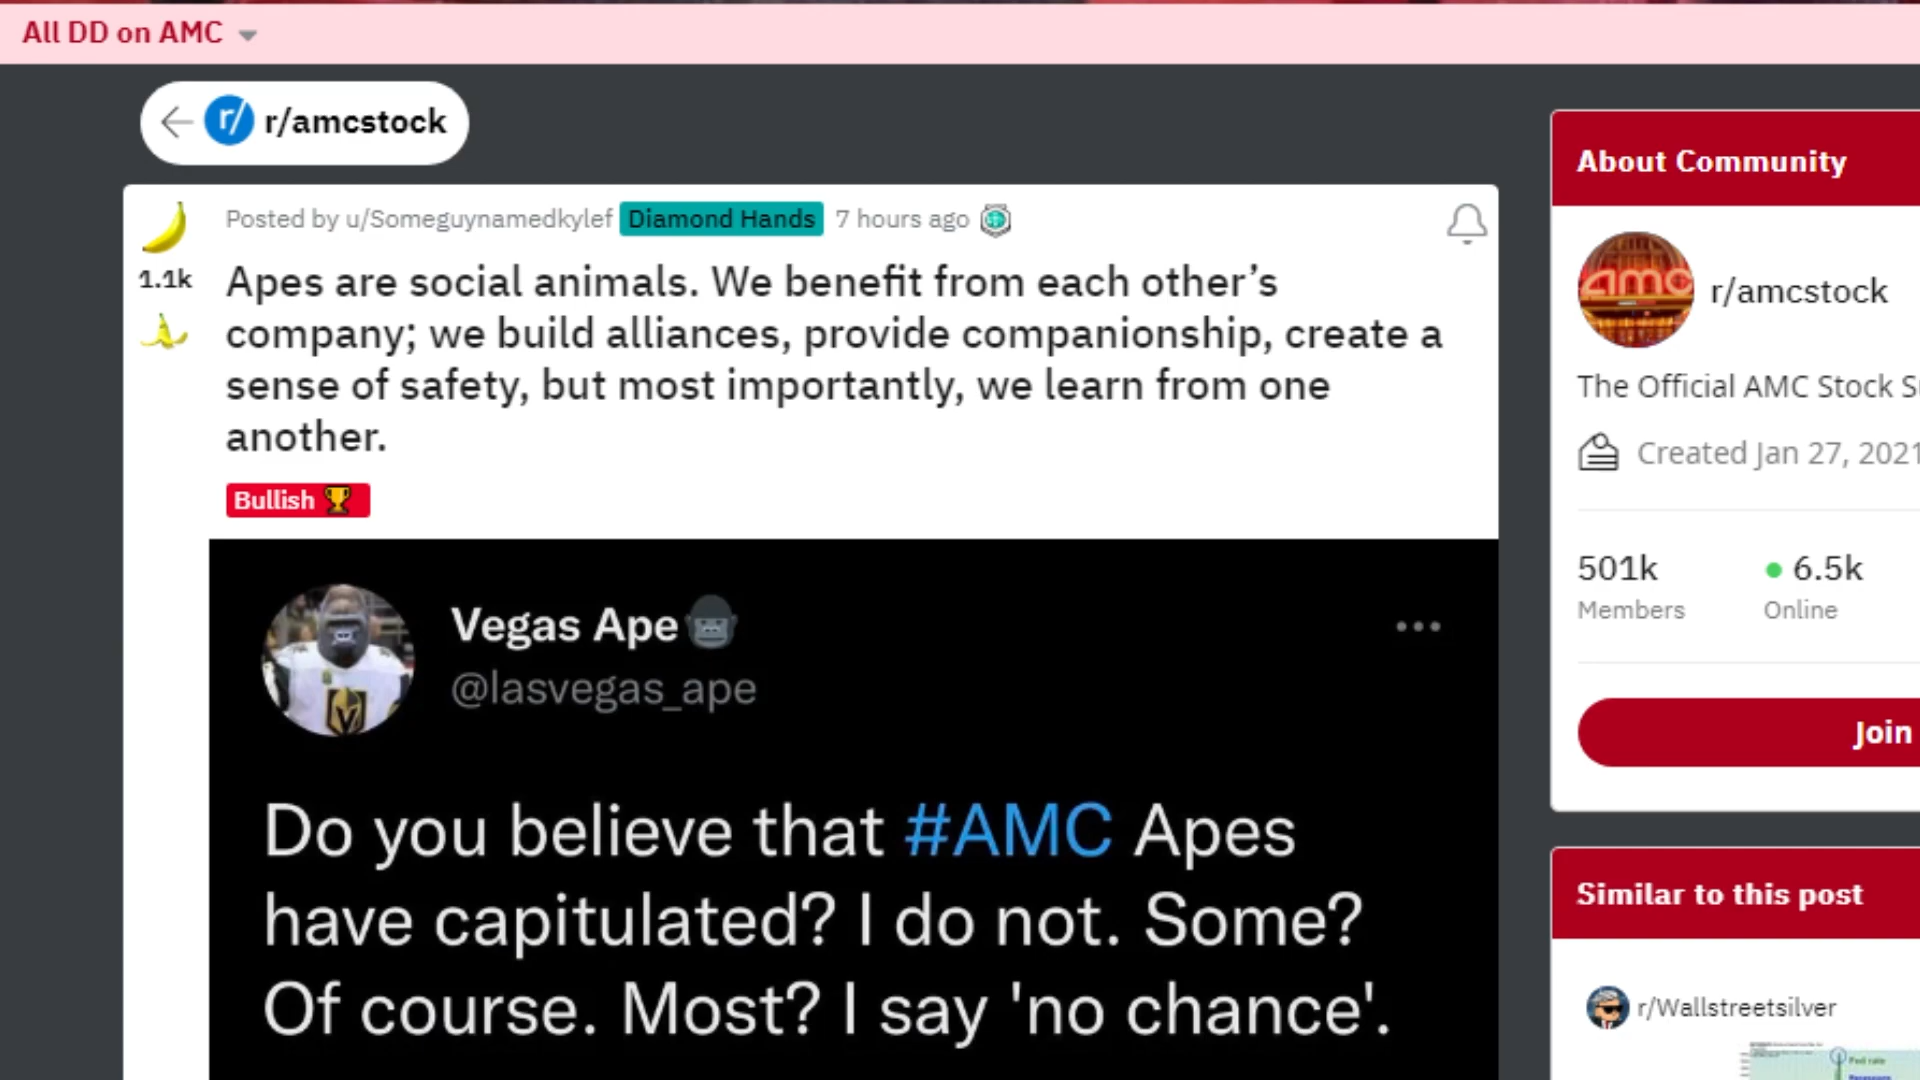 All DD on AMC
r/ r/amcstock
Posted by u/Someguynamedkylef Diamond Hands 7 hours ago
1.1k
Apes are social animals. We benefit from each other’s
company; we build alliances, provide companionship, create a
sense of safety, but most importantly, we learn from one
another.
Bullish
Vegas Ape
@lasvegas_ape
Do you believe that #AMC Apes
have capitulated? I do not. Some?
Of course. Most? I say 'no chance'.
About Community
amc
r/amcstock
The Official AMC Stock
Created Jan 27, 2021
501k
6.5k
Members
Online
Join
Similar to this post
r/Wallstreetsilver
Fed rate